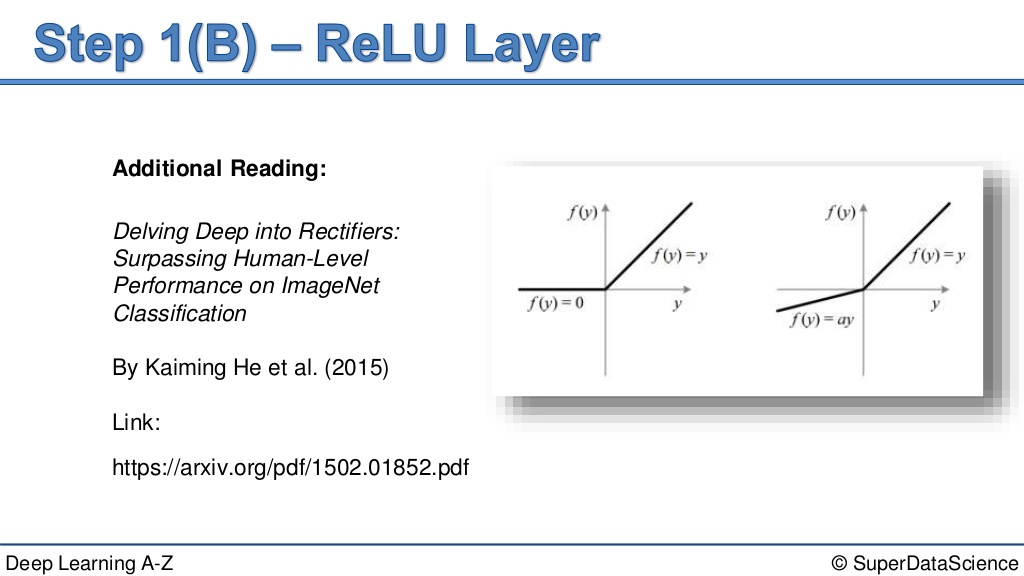 Step 1(B) – ReLU Layer
Additional Reading:
Delving Deep into Rectifiers:
Surpassing Human-Level
Performance on ImageNet
Classification
By Kaiming He et al. (2015)
Link:
https://arxiv.org/pdf/1502.01852.pdf
f(y)
f(y) = y
f(y) = 0
y
f(y)
f(y) = y
f(y) = ay
y
Deep Learning A-Z
© SuperDataScience